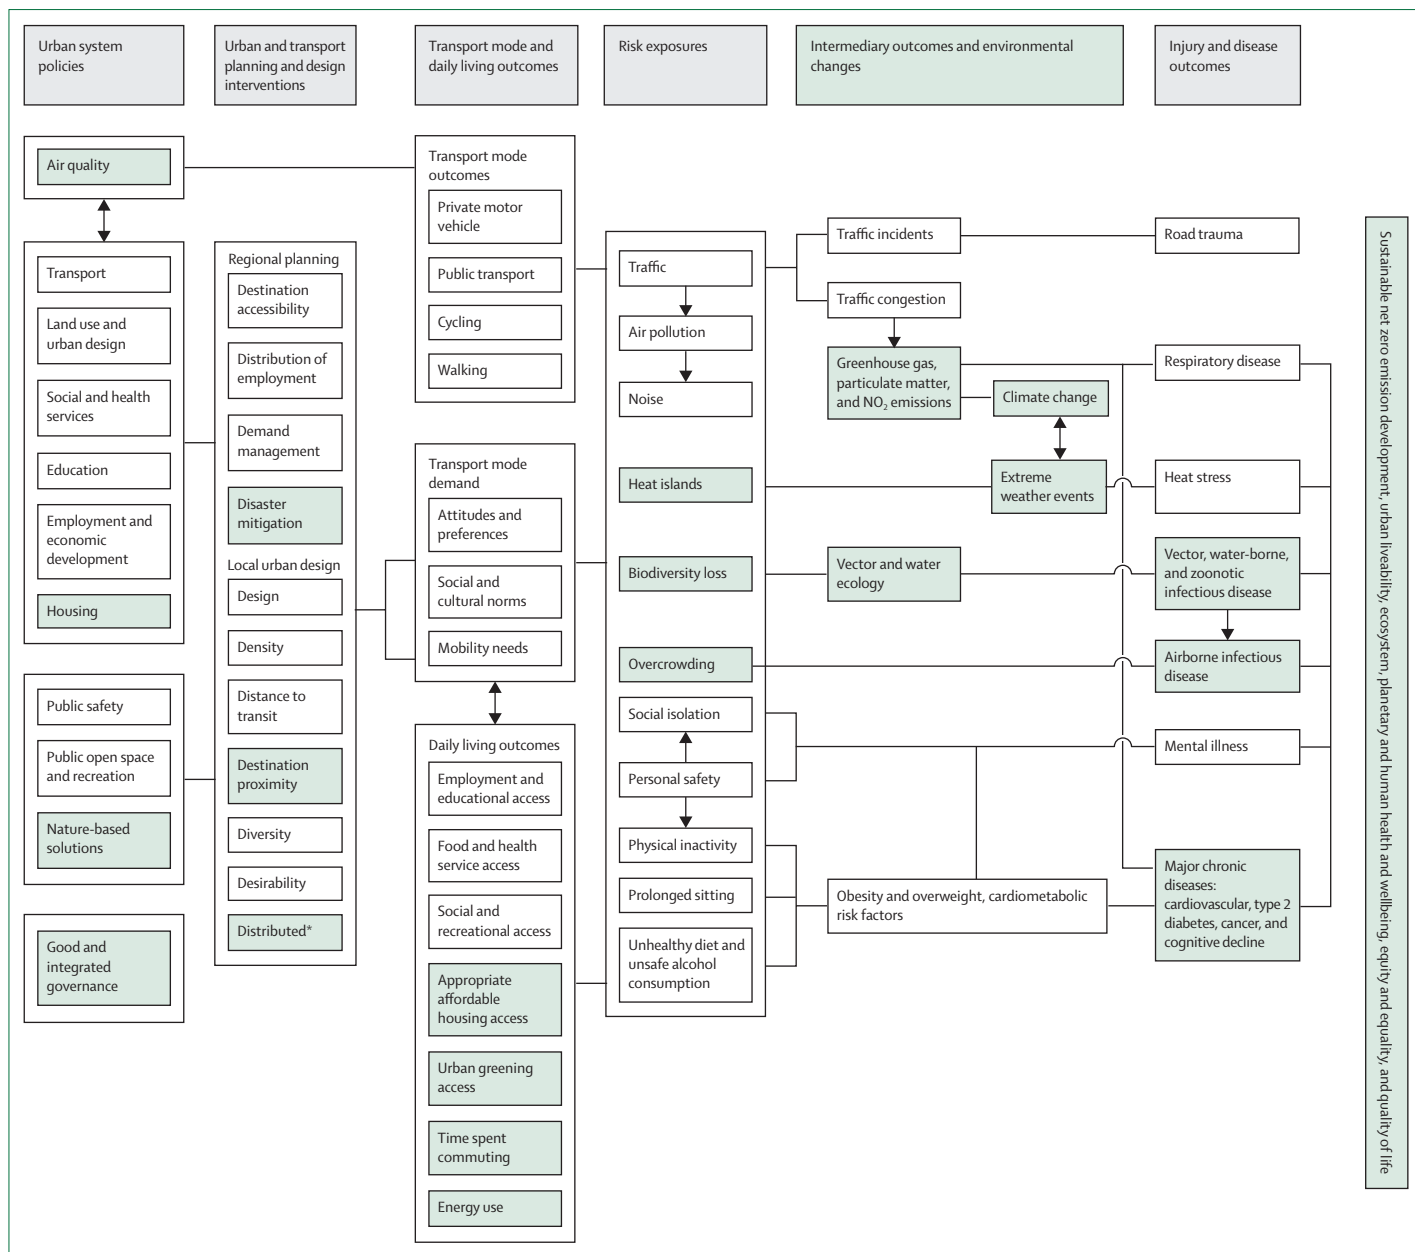 Urban system
policies
Urban and transport
planning and design
interventions
Transport mode and
daily living outcomes
Risk exposures
Intermediary outcomes and environmental
changes
Injury and disease
outcomes
Air quality
Transport
Land use and
urban design
Social and health
services
Education
Employment and
economic
development
Housing
Public safety
Public open space
and recreation
Nature-based
solutions
Good and
integrated
governance
Regional planning
Destination
accessibility
Distribution of
employment
Demand
management
Disaster
mitigation
Local urban design
Design
Density
Distance to
transit
Destination
proximity
Diversity
Desirability
Distributed*
Transport mode
outcomes
Private motor
vehicle
Public transport
Cycling
Walking
Transport mode
demand
Attitudes and
preferences
Social and
cultural norms
Mobility needs
Daily living outcomes
Employment and
educational access
Food and health
service access
Social and
recreational access
Appropriate
affordable
housing access
Urban greening
access
Time spent
commuting
Energy use
Traffic
Air pollution
Noise
Heat islands
Biodiversity loss
Overcrowding
Social isolation
Personal safety
Physical inactivity
Prolonged sitting
Unhealthy diet and
unsafe alcohol
consumption
Traffic incidents
Traffic congestion
Greenhouse gas,
particulate matter,
and NO₂ emissions
Climate change
Extreme
weather events
Vector and water
ecology
Obesity and overweight, cardiometabolic
risk factors
Road trauma
Respiratory disease
Heat stress
Vector, water-borne,
and zoonotic
infectious disease
Airborne infectious
disease
Mental illness
Major chronic
diseases:
cardiovascular, type 2
diabetes, cancer, and
cognitive decline
Sustainable net zero emission development, urban liveability, ecosystem, planetary and human health and wellbeing, equity and equality, and quality of life